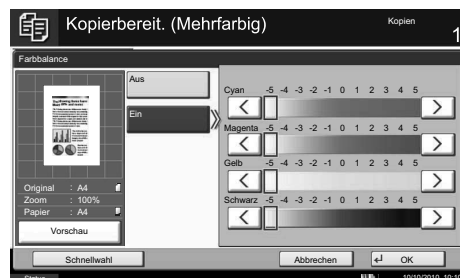 Kopierbereit. (Mehrfarbig)
Kopien
1
Farbbalance
Aus
Ein
Cyan -5 -4 -3 -2 -1 0 1 2 3 4 5
Magenta -5 -4 -3 -2 -1 0 1 2 3 4 5
Gelb -5 -4 -3 -2 -1 0 1 2 3 4 5
Schwarz -5 -4 -3 -2 -1 0 1 2 3 4 5
Original : A4
Zoom : 100%
Papier : A4
Vorschau
Schnellwahl
Abbrechen
OK
Status
10/10/2010 10:10